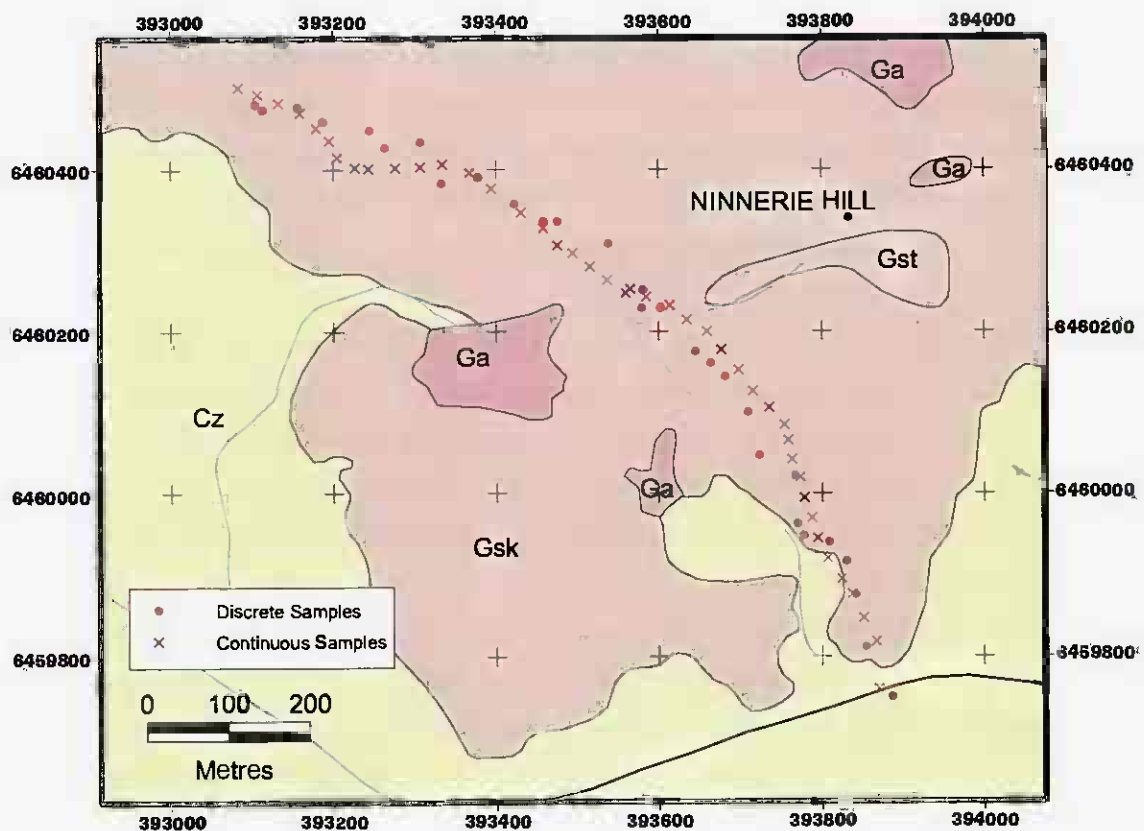 393000 393200 393400 393600 393800 394000
Ga
6460400 6460400
Ga
NINNERIE HILL
Gst
6460200 6460200
Ga
Cz
6460000 6460000
Ga
Gsk
Discrete Samples
Continuous Samples
6459800 6459800
0 100 200
Metres
393000 393200 393400 393600 393800 394000